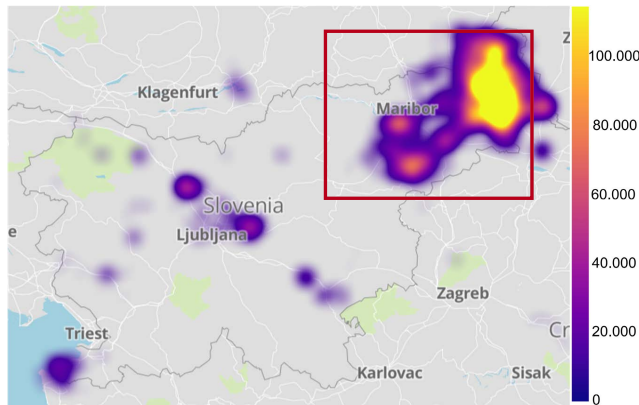 Z
100.000
Klagenfurt
Maribor
80.000
60.000
Slovenia
e
Ljubljana
40.000
Zagreb
20.000
Triest
Cr
Karlovac
Sisak
0